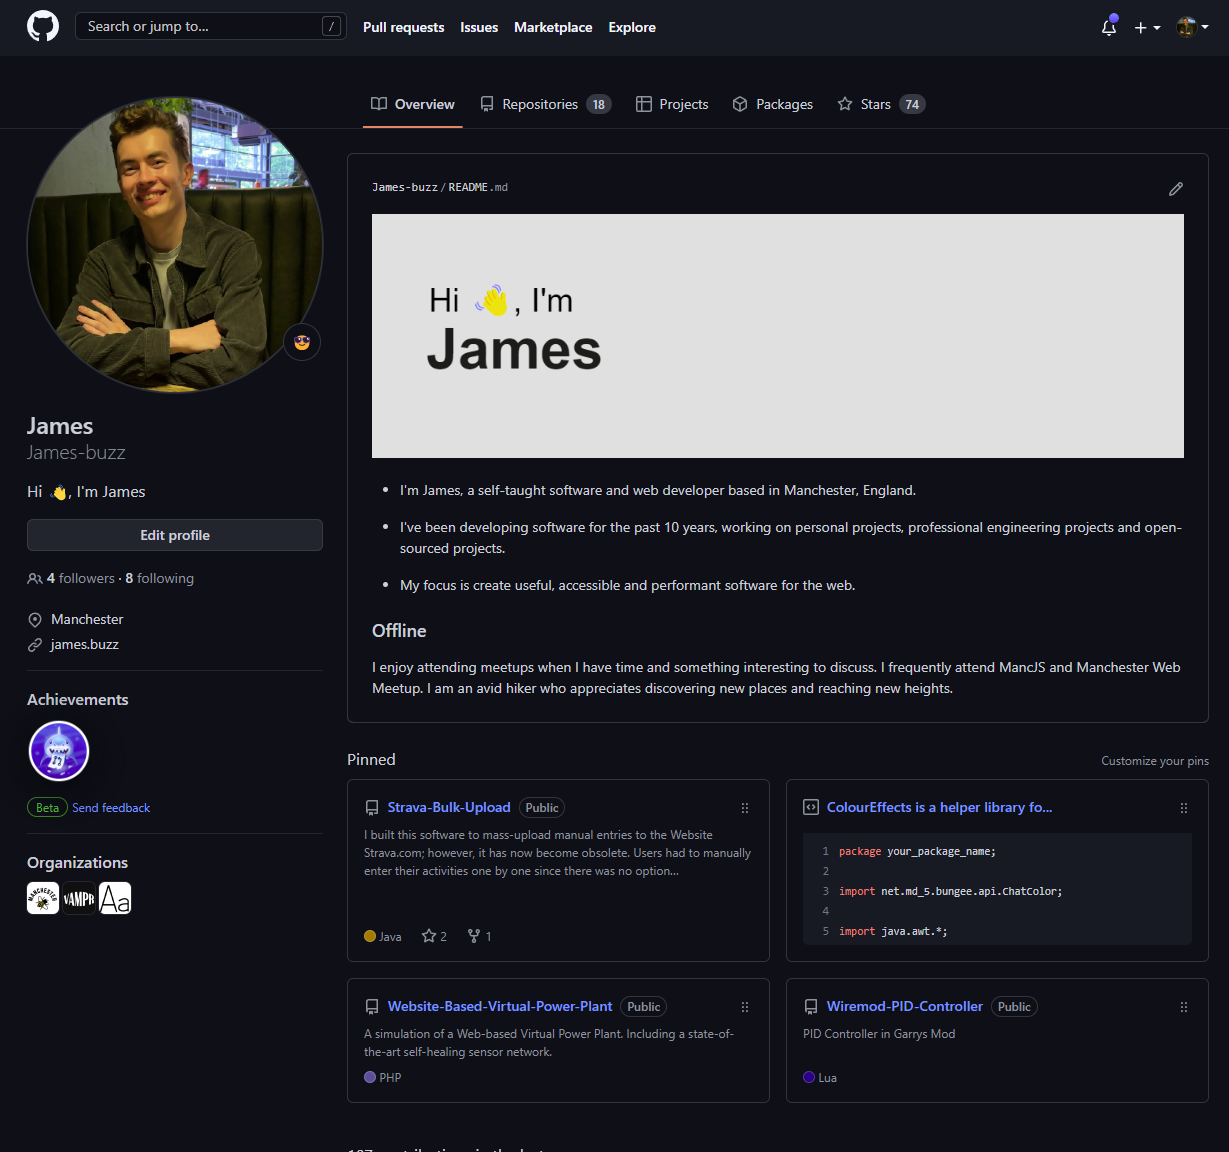 Search or jump to...
/
Pull requests
Issues
Marketplace
Explore
Overview
Repositories 18
Projects
Packages
Stars 74
James
James-buzz
Hi 👋, I'm James
Edit profile
4 followers · 8 following
Manchester
james.buzz
Achievements
Beta Send feedback
Organizations
MANCHESTER
VAMPR
Aa
James-buzz/README.md
Hi 👋, I'm
James
I'm James, a self-taught software and web developer based in Manchester, England.
I've been developing software for the past 10 years, working on personal projects, professional engineering projects and open-
sourced projects.
My focus is create useful, accessible and performant software for the web.
Offline
I enjoy attending meetups when I have time and something interesting to discuss. I frequently attend MancJS and Manchester Web
Meetup. I am an avid hiker who appreciates discovering new places and reaching new heights.
Pinned
Customize your pins
Strava-Bulk-Upload Public
I built this software to mass-upload manual entries to the Website
Strava.com; however, it has now become obsolete. Users had to manually
enter their activities one by one since there was no option...
Java 2 1
ColourEffects is a helper library fo...
1 package your_package_name;
2
3 import net.md_5.bungee.api.ChatColor;
4
5 import java.awt.*;
Website-Based-Virtual-Power-Plant Public
A simulation of a Web-based Virtual Power Plant. Including a state-of-
the-art self-healing sensor network.
PHP
Wiremod-PID-Controller Public
PID Controller in Garrys Mod
Lua